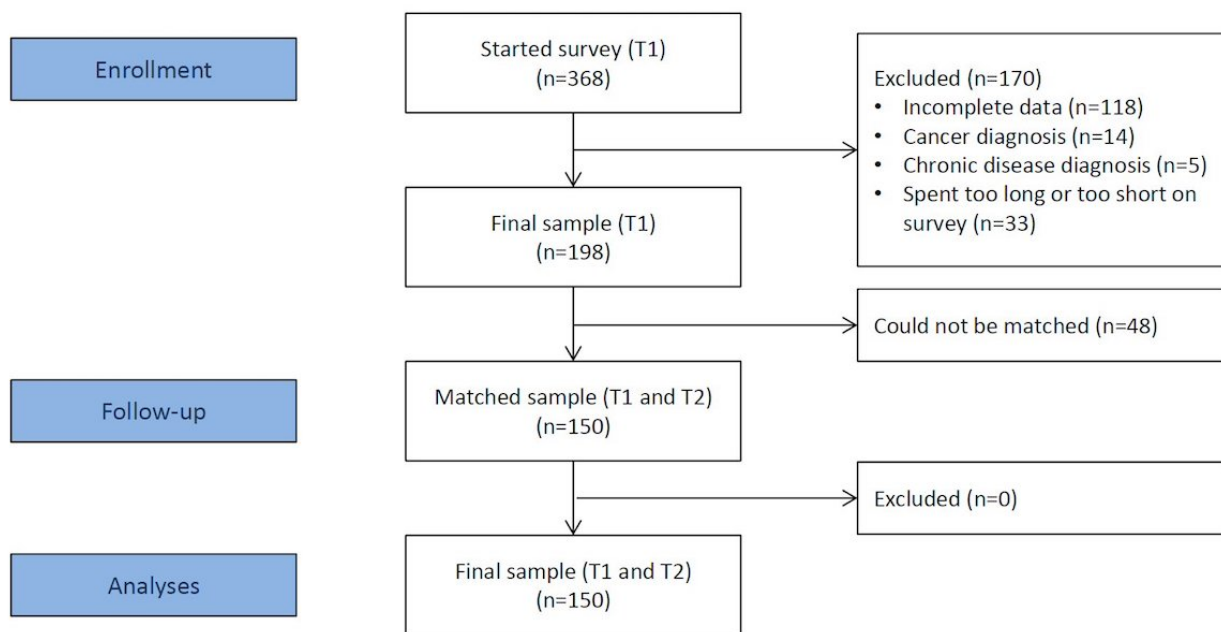 Enrollment
Started survey (T1)
(n=368)
Excluded (n=170)
• Incomplete data (n=118)
• Cancer diagnosis (n=14)
• Chronic disease diagnosis (n=5)
• Spent too long or too short on
survey (n=33)
Final sample (T1)
(n=198)
Could not be matched (n=48)
Follow-up
Matched sample (T1 and T2)
(n=150)
Excluded (n=0)
Analyses
Final sample (T1 and T2)
(n=150)